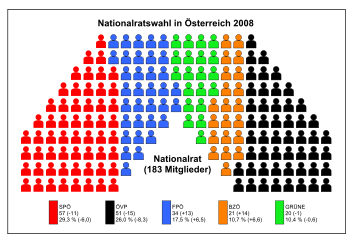 Nationalratswahl in Österreich 2008
Nationalrat
(183 Mitglieder)
SPÖ
57 (-11)
29.3 % (-6,0)
ÖVP
51 (-15)
26.0 % (-8,3)
FPÖ
34 (+13)
17.5 % (+6,5)
BZÖ
21 (+14)
10.7 % (+6,6)
GRÜNE
20 (-1)
10.4 % (-0,6)